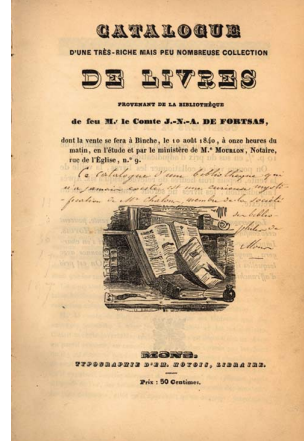 CATALOGUE
D'UNE TRÈS-RICHE MAIS PEU NOMBREUSE COLLECTION
DE LIVRES
PROVENANT DE LA BIBLIOTHÈQUE
de feu M.r le Comte J.-N.-A. DE FORTSAS,
dont la vente se fera à Binche, le 10 août 1840, à onze heures du
matin, en l'étude et par le ministère de M.e MOURLON, Notaire,
rue de l'Église, n.o 9.
Ce catalogue d'une bibliothèque qui
n'a jamais existé est une curieuse mysti-
fication de Mr Chalon, membre de la Société
des biblio-
philes de
Mons
MONS.
TYPOGRAPHIE D'EM. HOYOIS, LIBRAIRE.
Prix : 50 Centimes.